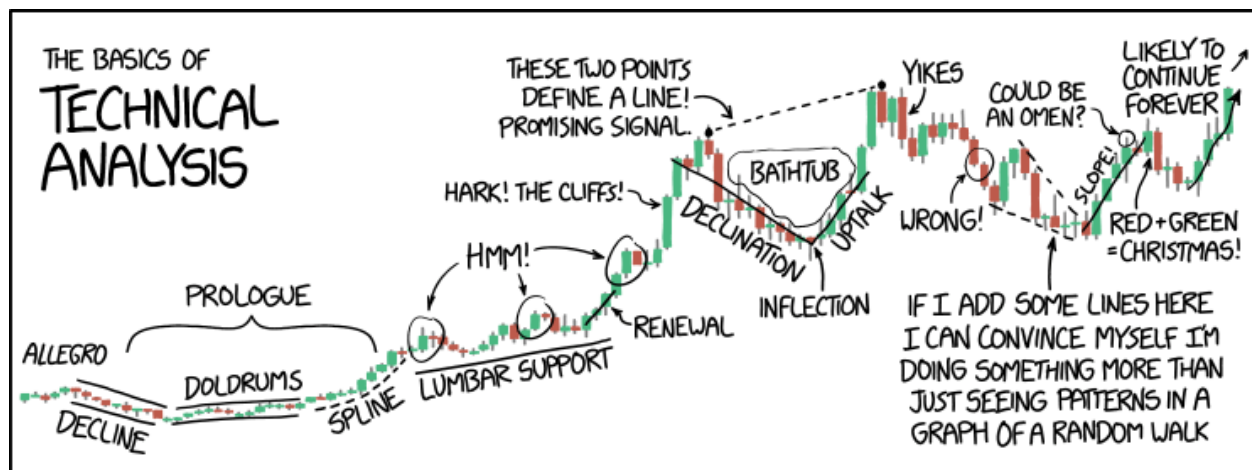 THE BASICS OF
TECHNICAL
ANALYSIS
ALLEGRO
DECLINE
PROLOGUE
DOLDRUMS
SPLINE
HMM!
LUMBAR SUPPORT
RENEWAL
HARK! THE CLIFFS!
THESE TWO POINTS
DEFINE A LINE!
PROMISING SIGNAL.
DECLINATION
BATHTUB
INFLECTION
UPTALK
YIKES
WRONG!
IF I ADD SOME LINES HERE
I CAN CONVINCE MYSELF I'M
DOING SOMETHING MORE THAN
JUST SEEING PATTERNS IN A
GRAPH OF A RANDOM WALK
SLOPE!
COULD BE
AN OMEN?
RED+GREEN
=CHRISTMAS!
LIKELY TO
CONTINUE
FOREVER